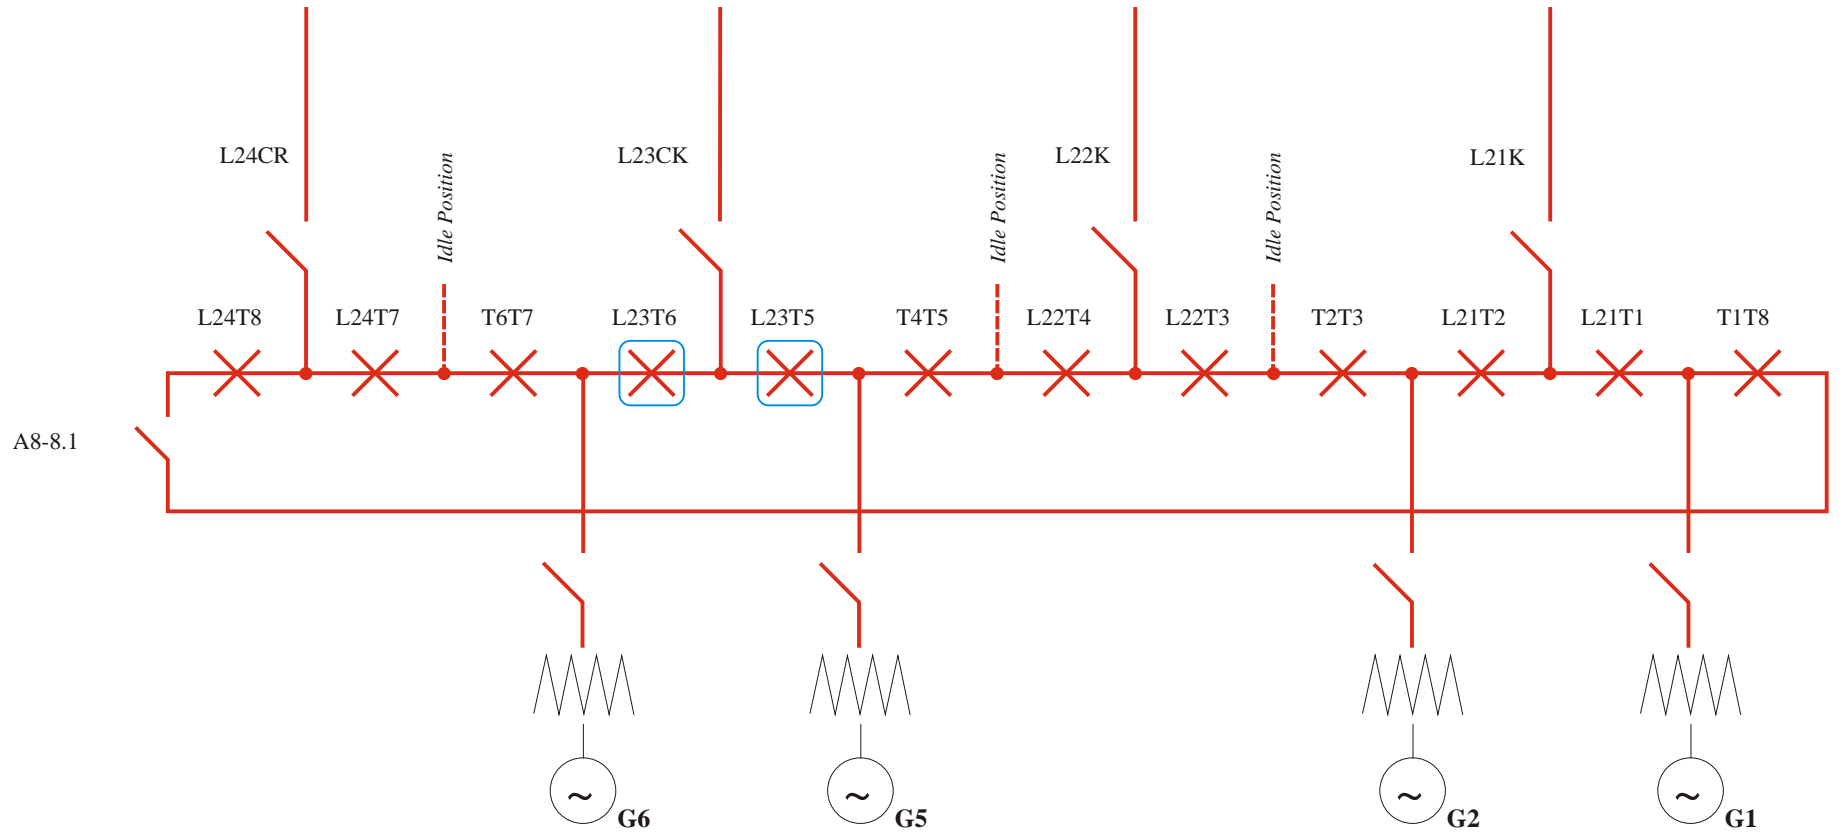 L24CR
L23CK
L22K
L21K
Idle Position
Idle Position
Idle Position
L24T8
L24T7
T6T7
L23T6
L23T5
T4T5
L22T4
L22T3
T2T3
L21T2
L21T1
T1T8
A8-8.1
~
~
~
~
G6
G5
G2
G1